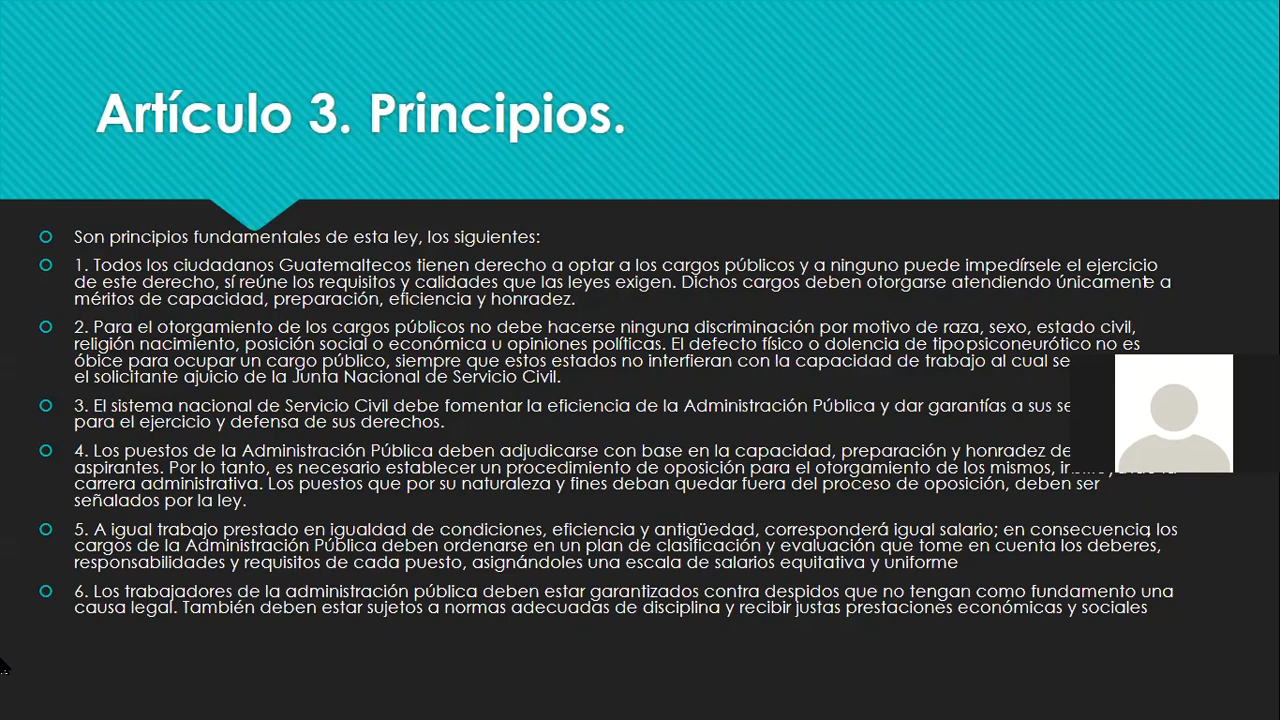 Artículo 3. Principios.
Son principios fundamentales de esta ley, los siguientes:
1. Todos los ciudadanos Guatemaltecos tienen derecho a optar a los cargos públicos y a ninguno puede impedírsele el ejercicio
de este derecho, sí reúne los requisitos y calidades que las leyes exigen. Dichos cargos deben otorgarse atendiendo únicamente a
méritos de capacidad, preparación, eficiencia y honradez.
2. Para el otorgamiento de los cargos públicos no debe hacerse ninguna discriminación por motivo de raza, sexo, estado civil,
religión nacimiento, posición social o económica u opiniones políticas. El defecto físico o dolencia de tipo psiconeurótico no es
óbice para ocupar un cargo público, siempre que estos estados no interfieran con la capacidad de trabajo al cual se
el solicitante ajuicio de la Junta Nacional de Servicio Civil.
3. El sistema nacional de Servicio Civil debe fomentar la eficiencia de la Administración Pública y dar garantías a sus
para el ejercicio y defensa de sus derechos.
4. Los puestos de la Administración Pública deben adjudicarse con base en la capacidad, preparación y honradez
aspirantes. Por lo tanto, es necesario establecer un procedimiento de oposición para el otorgamiento de los mismos,
carrera administrativa. Los puestos que por su naturaleza y fines deban quedar fuera del proceso de oposición, deben ser
señalados por la ley.
5. A igual trabajo prestado en igualdad de condiciones, eficiencia y antigüedad, corresponderá igual salario; en consecuencia, los
cargos de la Administración Pública deben ordenarse en un plan de clasificación y evaluación que tome en cuenta los deberes,
responsabilidades y requisitos de cada puesto, asignándoles una escala de salarios equitativa y uniforme
6. Los trabajadores de la administración pública deben estar garantizados contra despidos que no tengan como fundamento una
causa legal. También deben estar sujetos a normas adecuadas de disciplina y recibir justas prestaciones económicas y sociales